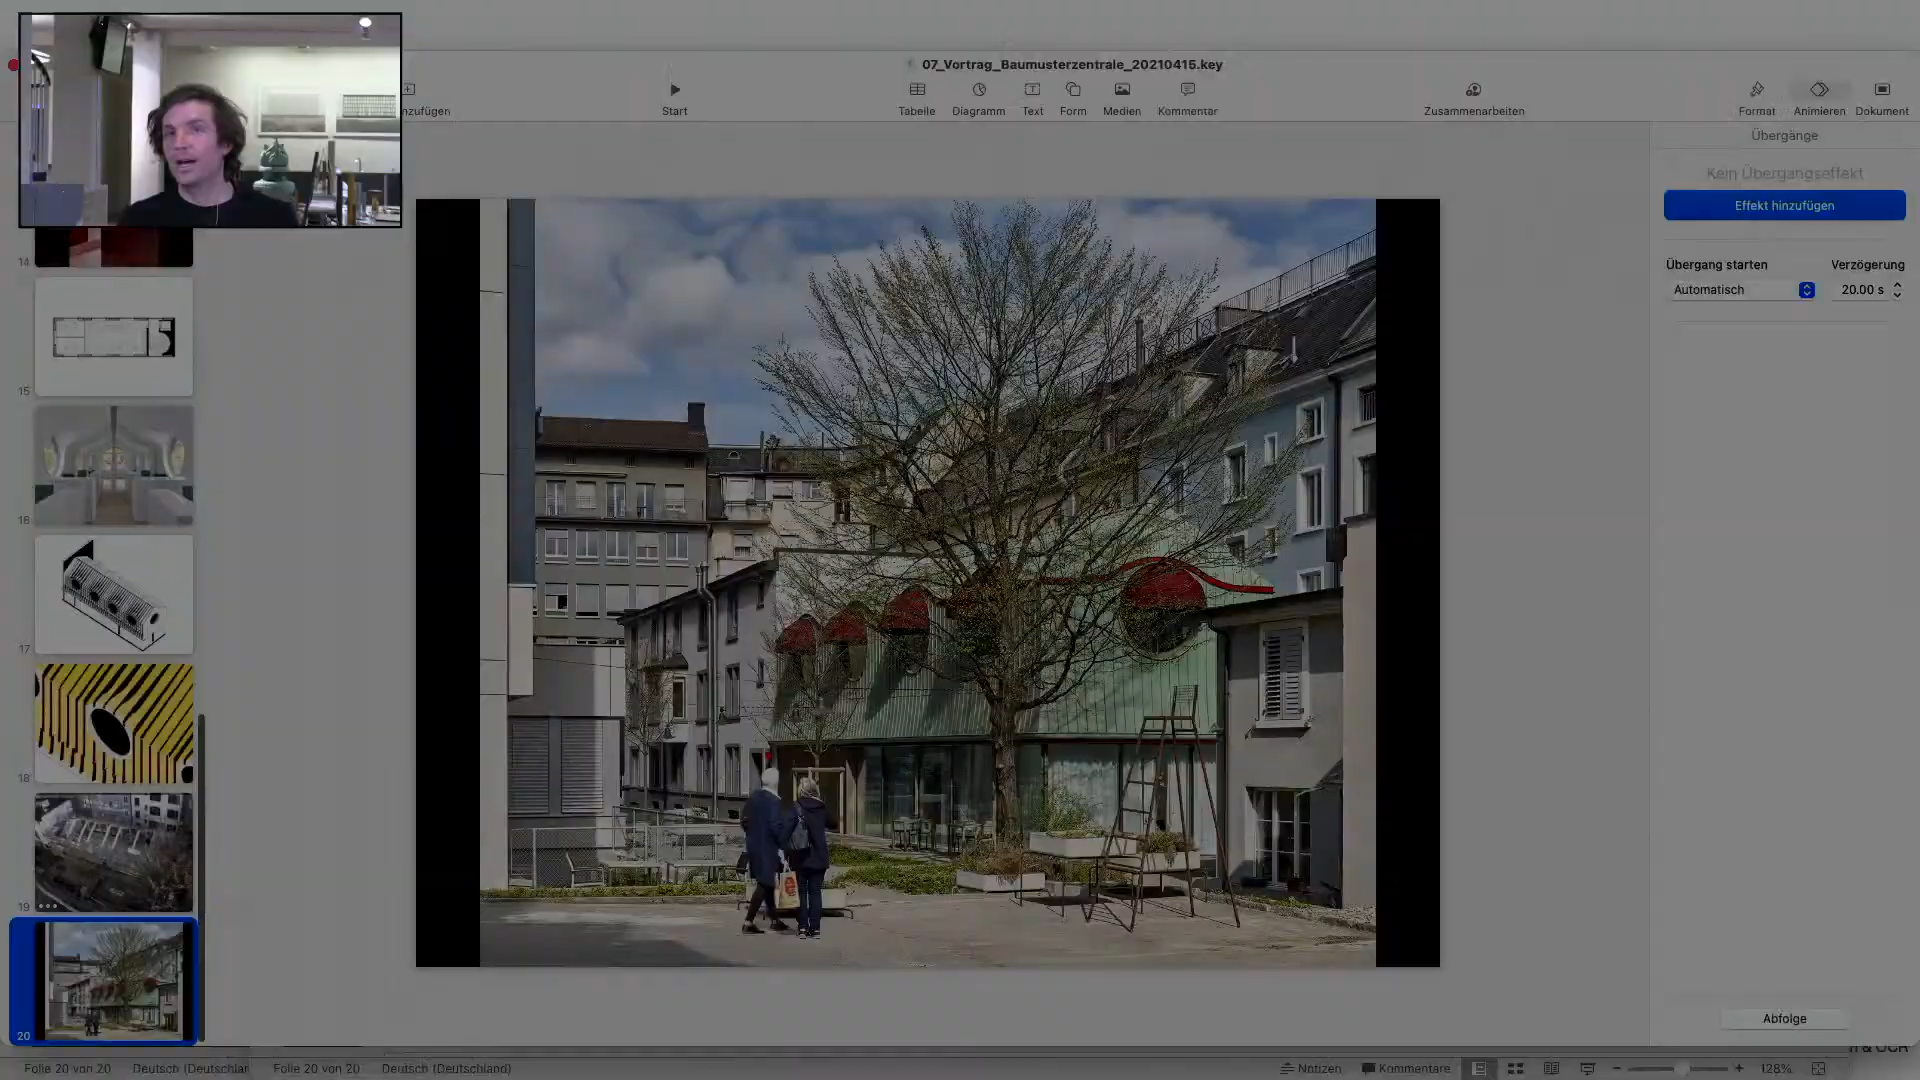 07_Vortrag_Baumusterzentrale_20210415.key
nzufügen
Start
Tabelle
Diagramm
Text
Form
Medien
Kommentar
Zusammenarbeiten
Format
Animieren
Dokument
Übergänge
Kein Übergangseffekt
Effekt hinzufügen
Übergang starten
Verzögerung
Automatisch
20.00 s
14
15
16
17
18
19
20
Abfolge
Folie 20 von 20
Deutsch (Deutschlar
Folie 20 von 20
Deutsch (Deutschland)
Notizen
Kommentare
128%